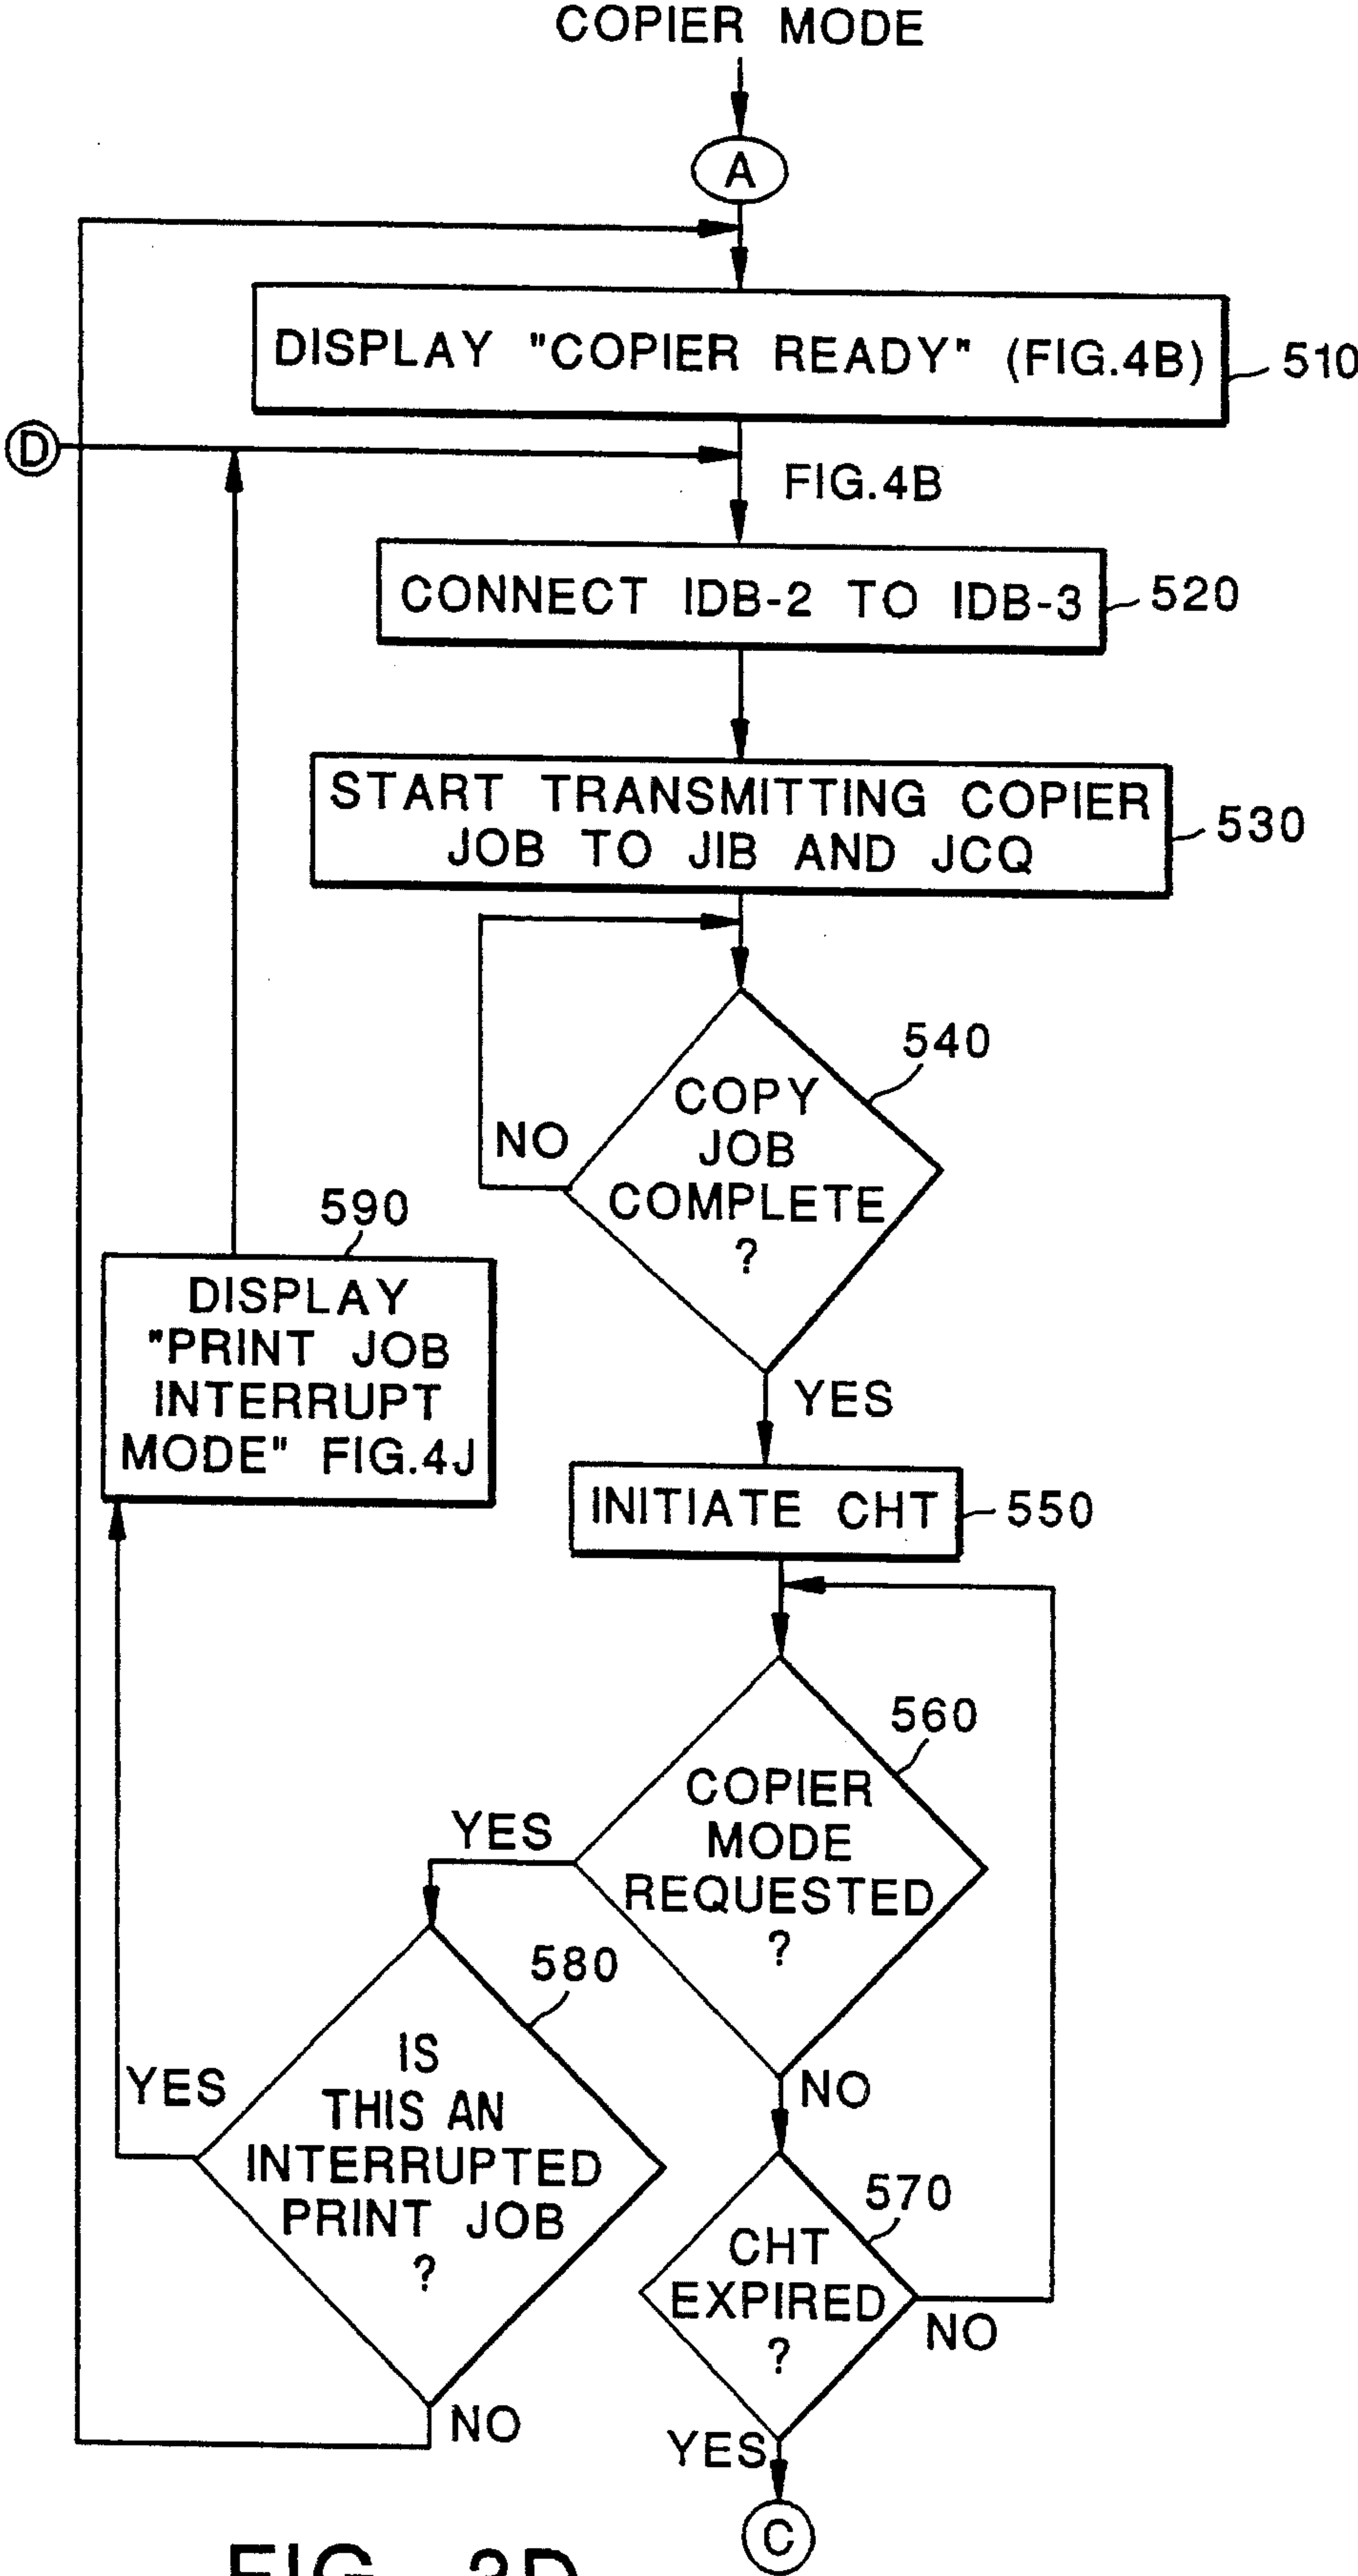 COPIER MODE
A
DISPLAY "COPIER READY" (FIG.4B)
510
D
FIG.4B
CONNECT IDB-2 TO IDB-3
520
START TRANSMITTING COPIER
JOB TO JIB AND JCQ
530
540
COPY
JOB
COMPLETE
?
NO
YES
590
DISPLAY
"PRINT JOB
INTERRUPT
MODE" FIG.4J
INITIATE CHT
550
560
COPIER
MODE
REQUESTED
?
YES
NO
580
IS
THIS AN
INTERRUPTED
PRINT JOB
?
YES
NO
570
CHT
EXPIRED
?
NO
YES
C
FIG. 3D